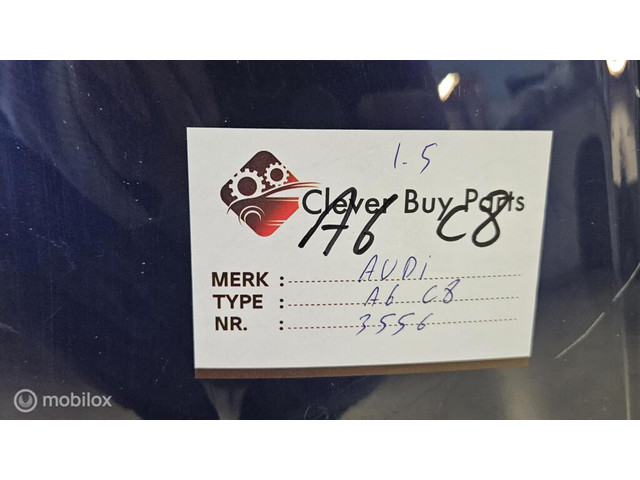 1-5
Clever Buy Parts
A6 C8
MERK : AUDi
TYPE : A6 C8
NR. : 3556
mobilox